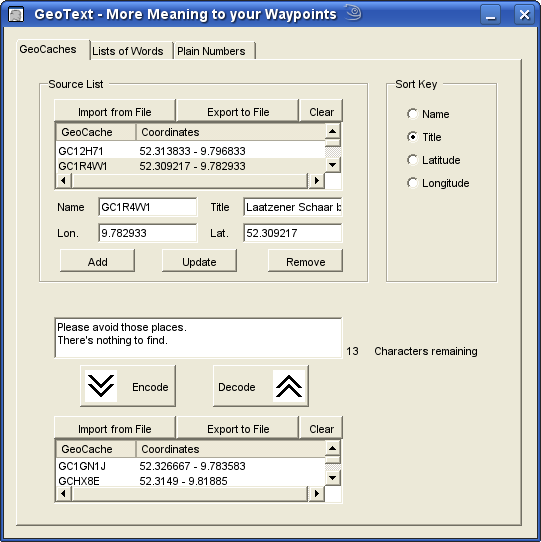 GeoText - More Meaning to your Waypoints
GeoCaches Lists of Words Plain Numbers
Source List
Import from File Export to File Clear
GeoCache Coordinates
GC12H71 52.313833 - 9.796833
GC1R4W1 52.309217 - 9.782933
Name GC1R4W1 Title Laatzener Schaar b
Lon. 9.782933 Lat. 52.309217
Add Update Remove
Sort Key
Name
Title
Latitude
Longitude
Please avoid those places.
There's nothing to find.
13 Characters remaining
Encode Decode
Import from File Export to File Clear
GeoCache Coordinates
GC1GN1J 52.326667 - 9.783583
GCHX8E 52.3149 - 9.81885